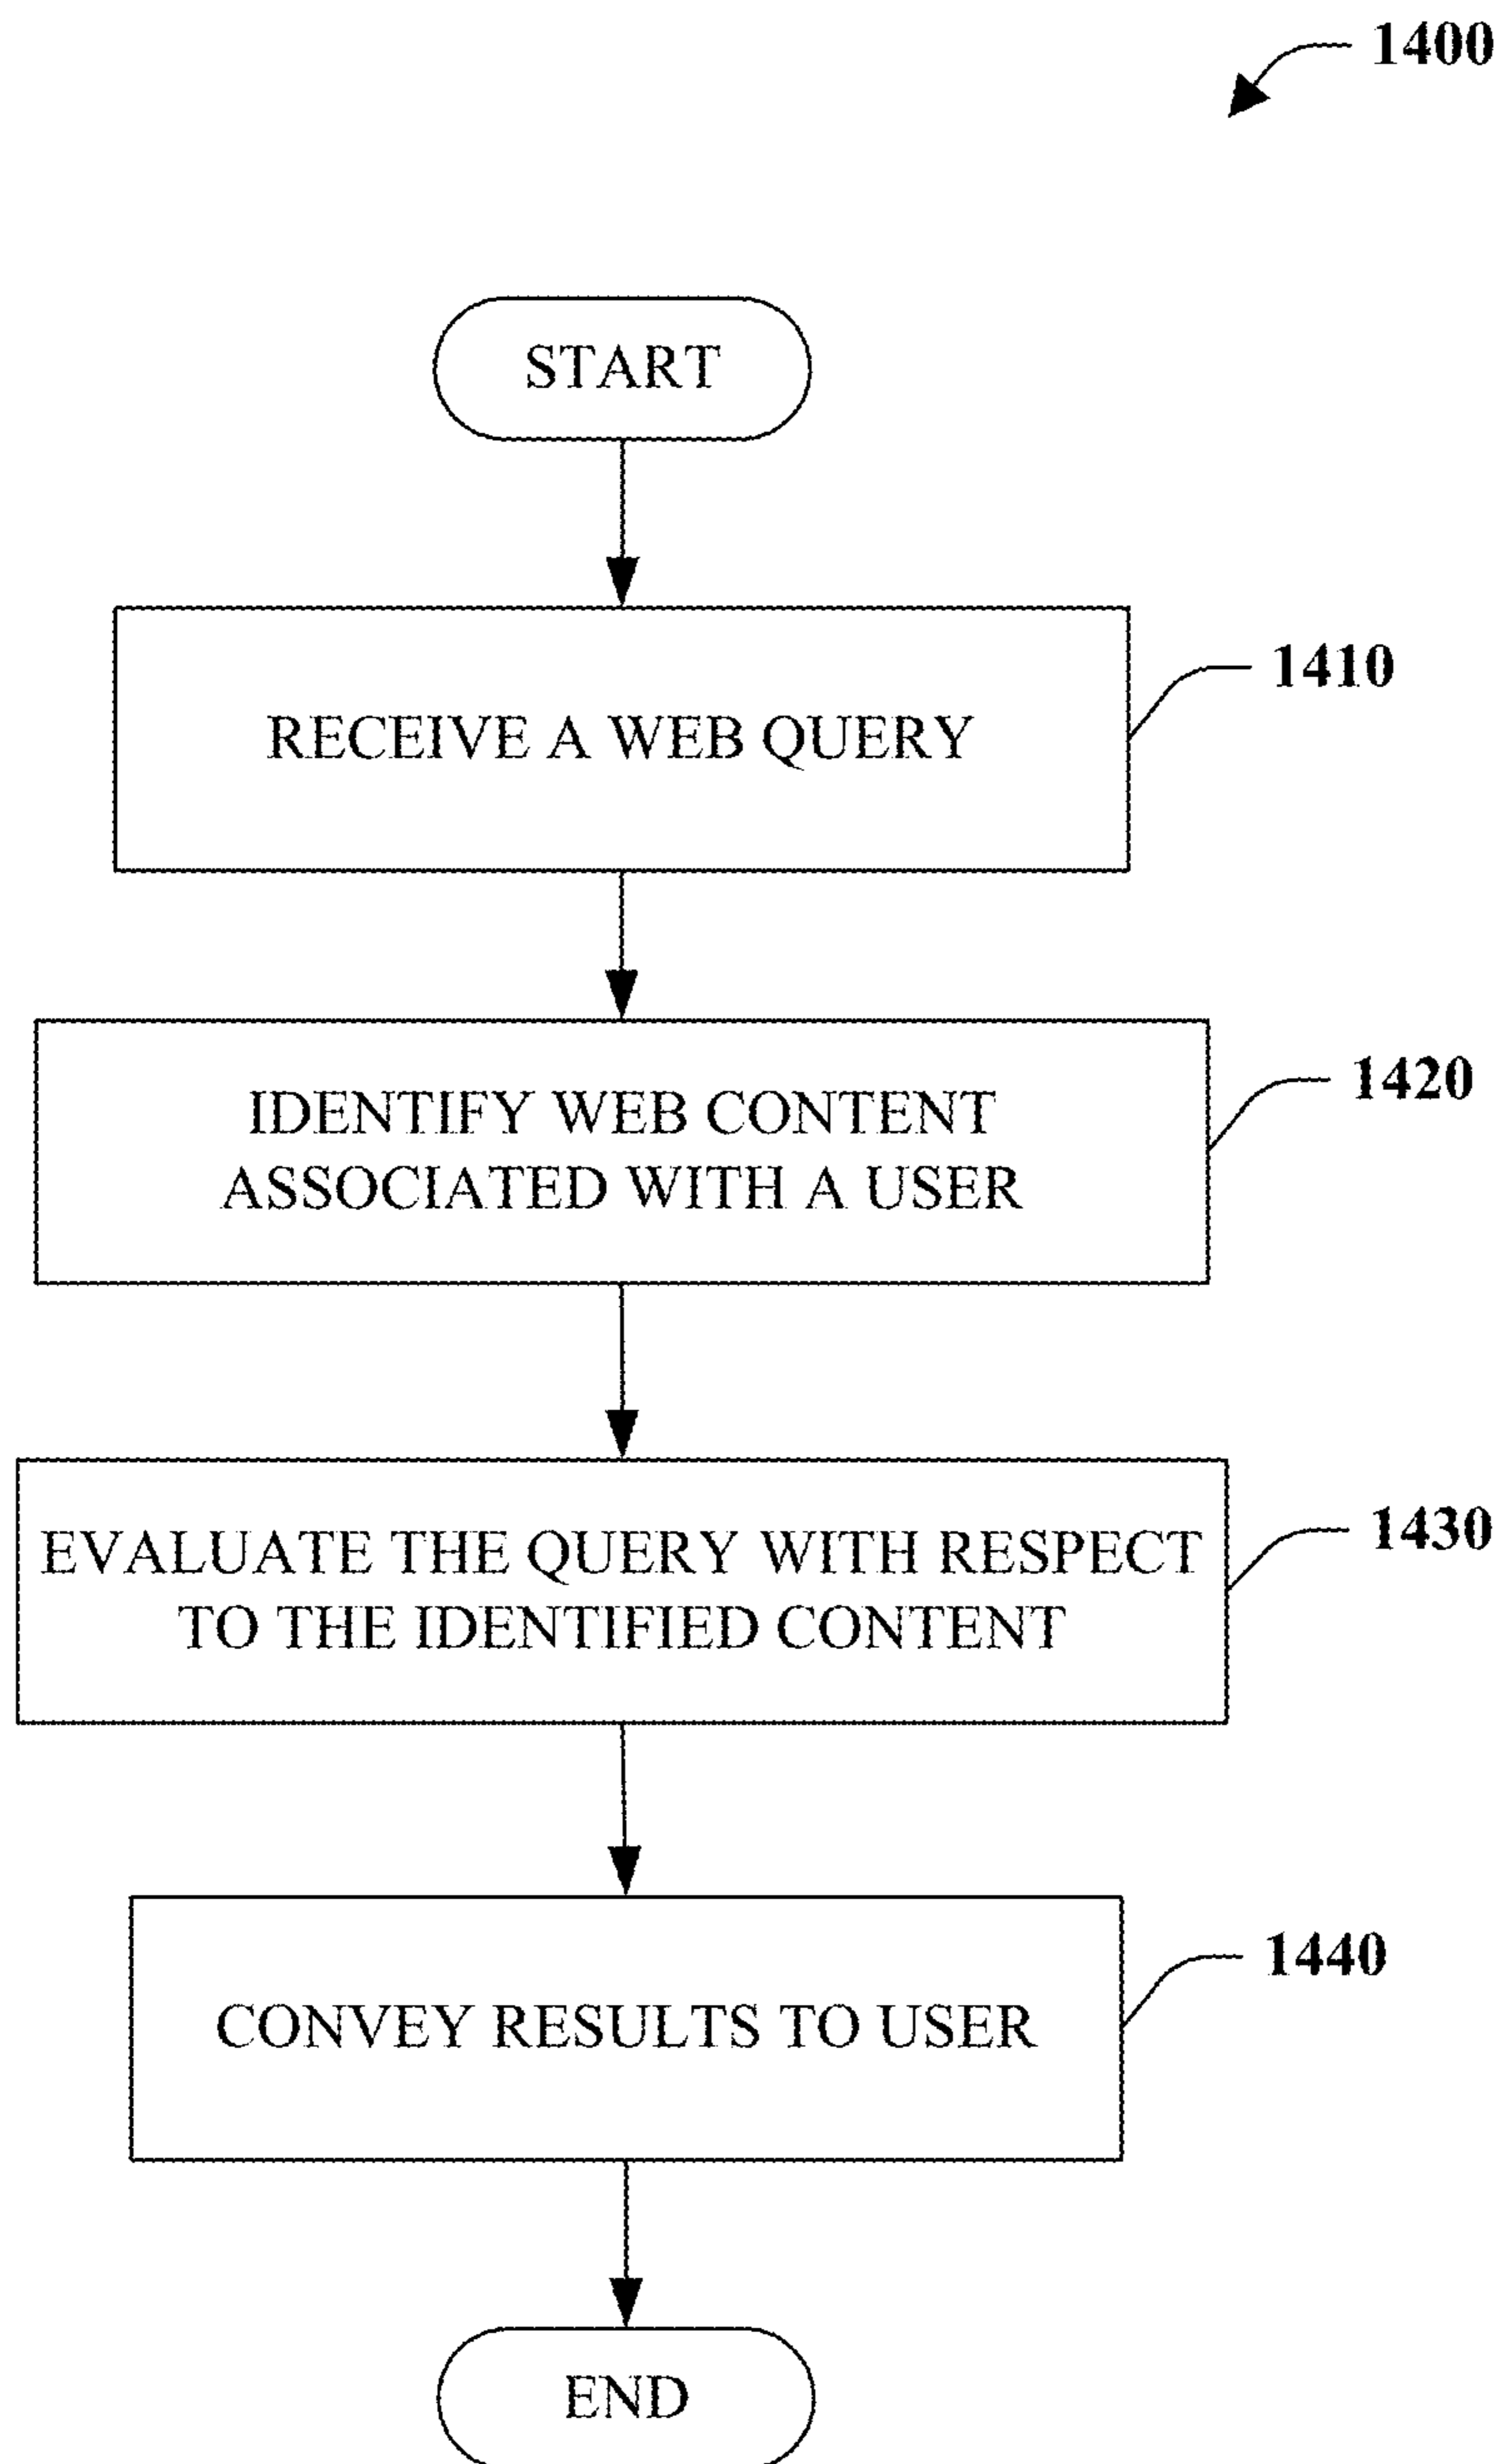 1400
START
RECEIVE A WEB QUERY
1410
IDENTIFY WEB CONTENT
ASSOCIATED WITH A USER
1420
EVALUATE THE QUERY WITH RESPECT
TO THE IDENTIFIED CONTENT
1430
CONVEY RESULTS TO USER
1440
END